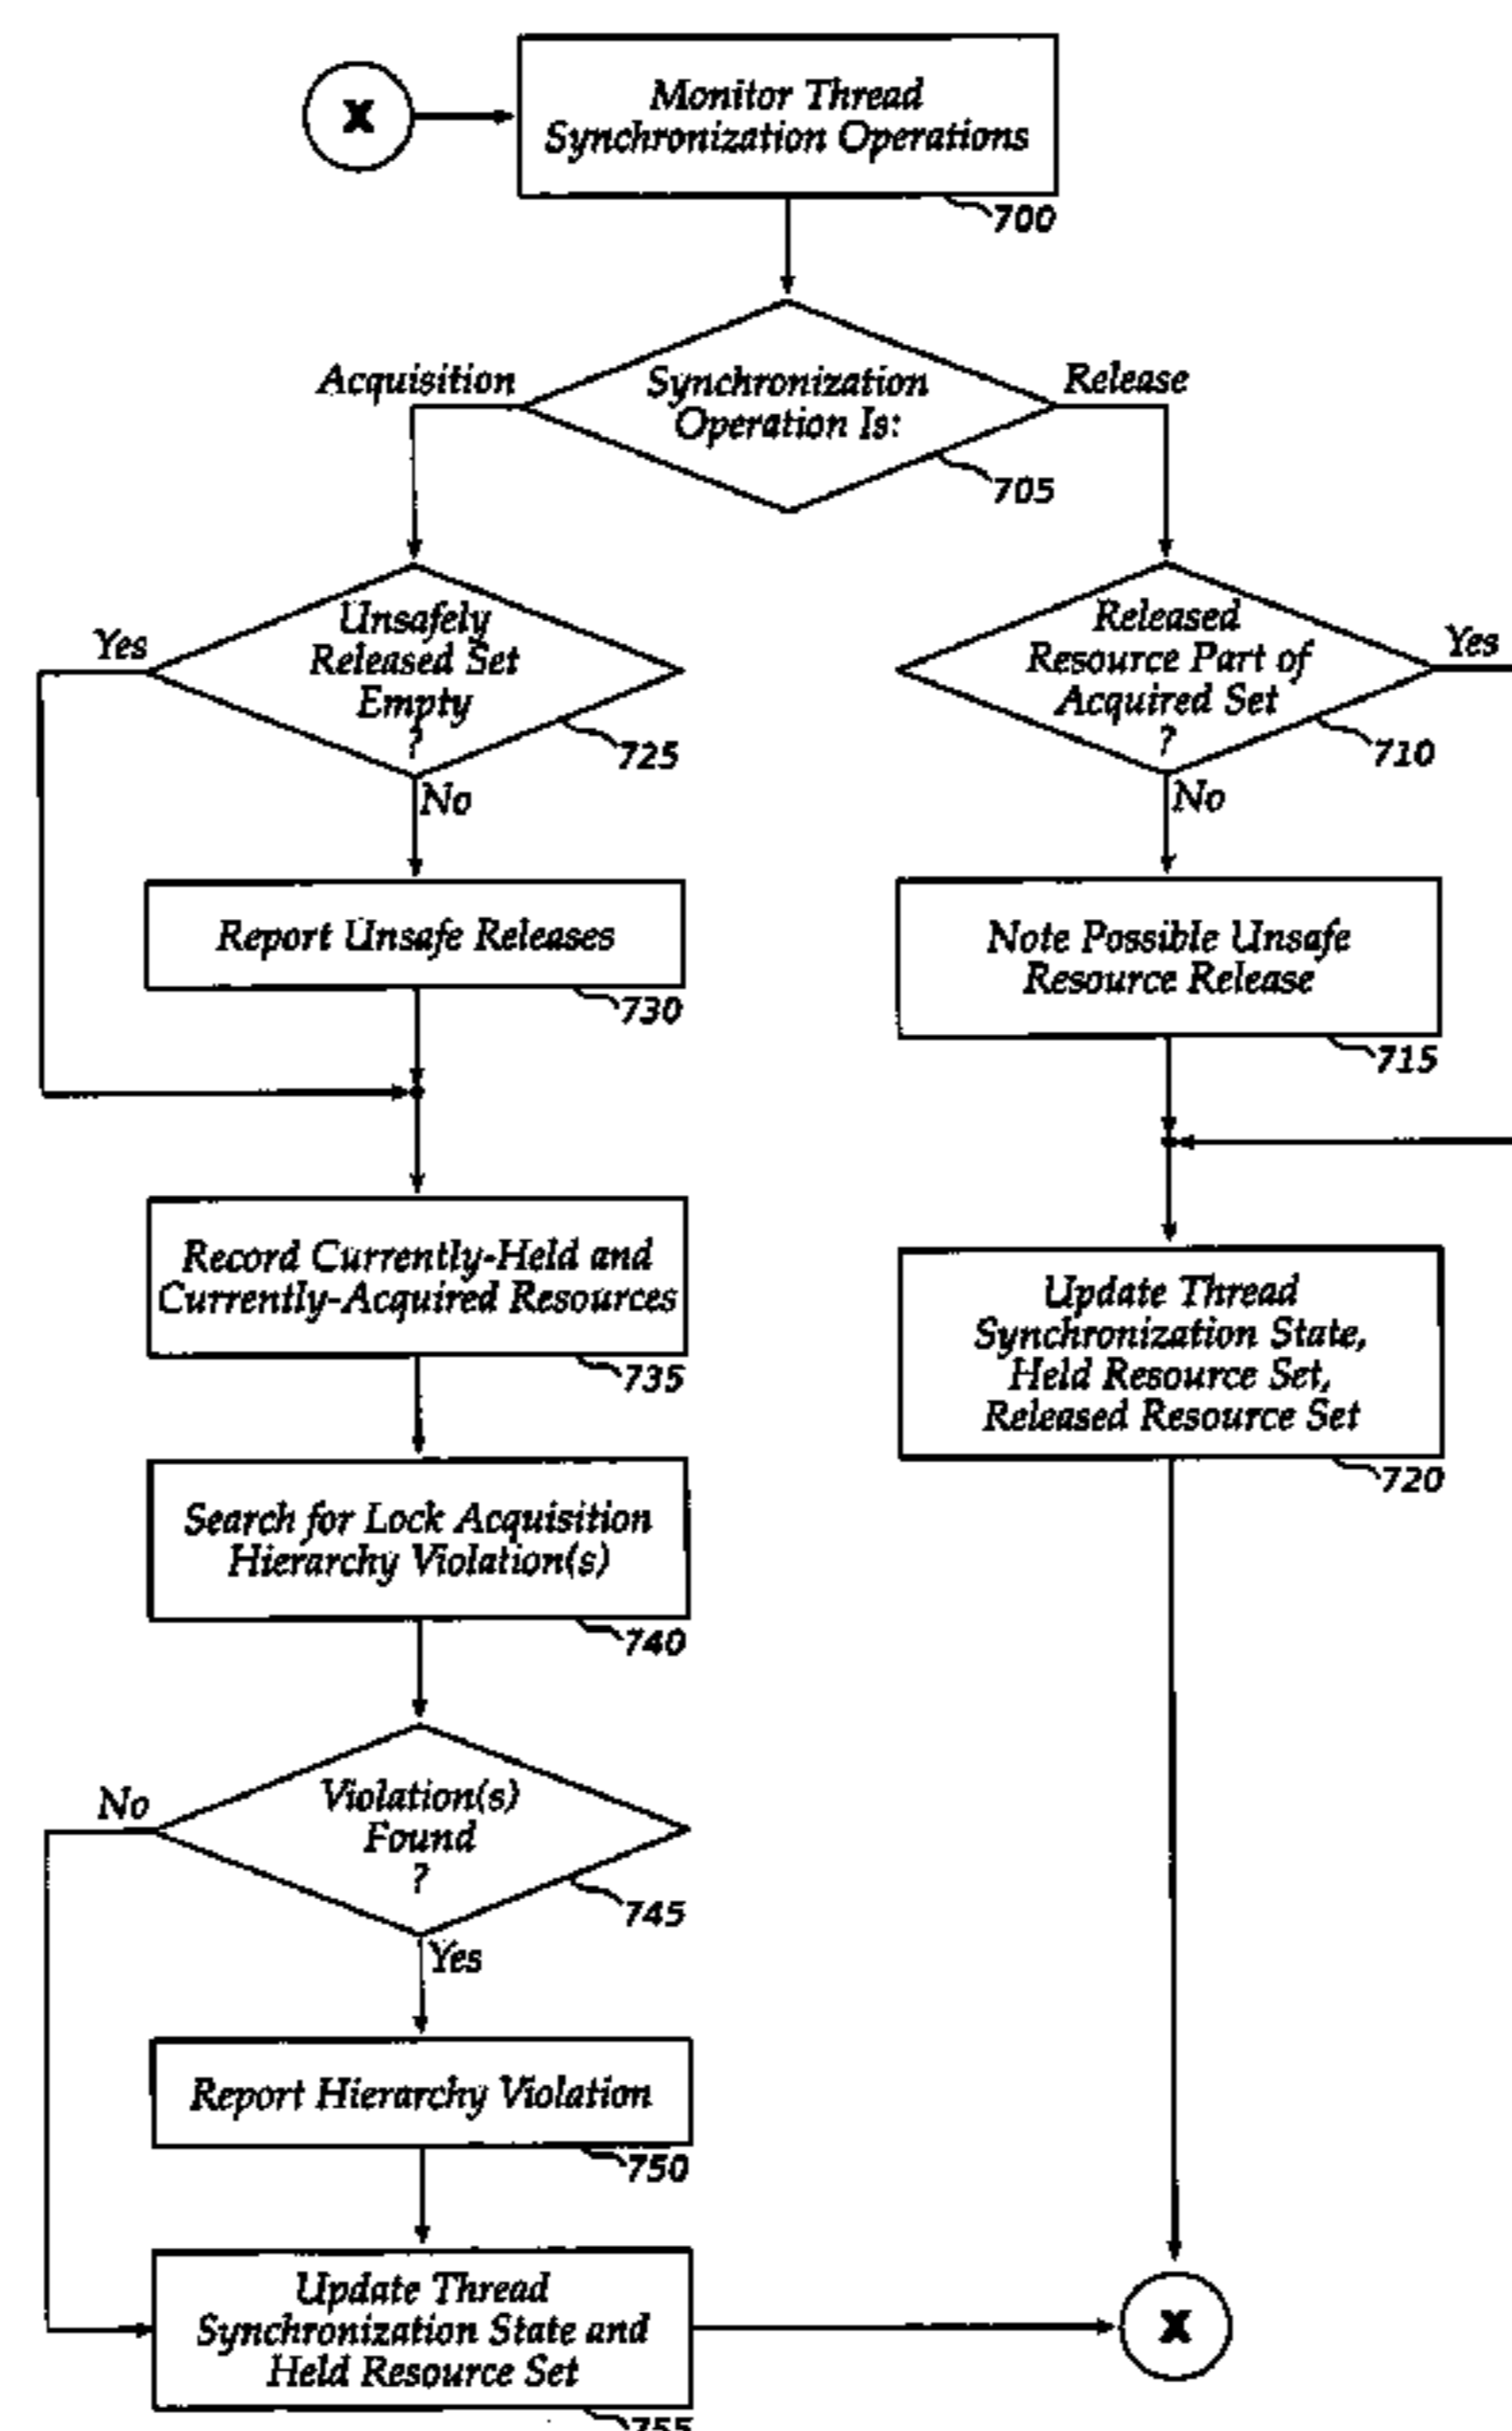 X
Monitor Thread
Synchronization Operations
700
Acquisition
Synchronization
Operation Is:
Release
705
Yes
Unsafely
Released Set
Empty
?
725
No
Released
Resource Part of
Acquired Set
?
Yes
710
No
Report Unsafe Releases
730
Note Possible Unsafe
Resource Release
715
Record Currently-Held and
Currently-Acquired Resources
735
Update Thread
Synchronization State,
Held Resource Set,
Released Resource Set
720
Search for Lock Acquisition
Hierarchy Violation(s)
740
No
Violation(s)
Found
?
745
Yes
Report Hierarchy Violation
750
Update Thread
Synchronization State and
Held Resource Set
755
X